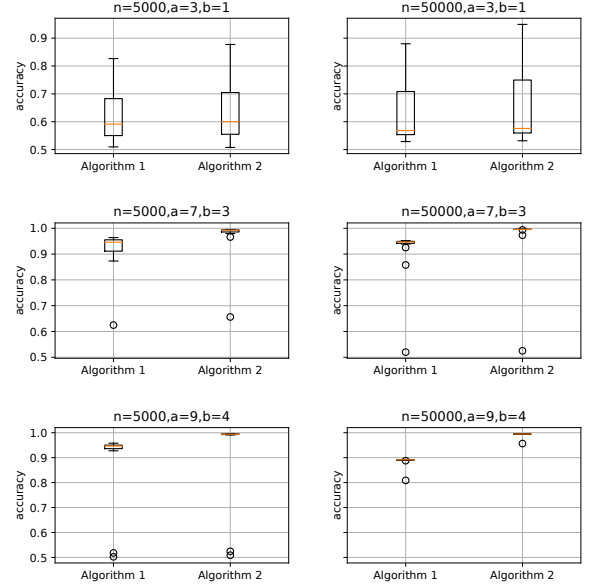 n=5000,a=3,b=1
accuracy
0.9
0.8
0.7
0.6
0.5
Algorithm 1
Algorithm 2
n=50000,a=3,b=1
accuracy
Algorithm 1
Algorithm 2
n=5000,a=7,b=3
accuracy
1.0
0.9
0.8
0.7
0.6
0.5
Algorithm 1
Algorithm 2
n=50000,a=7,b=3
accuracy
Algorithm 1
Algorithm 2
n=5000,a=9,b=4
accuracy
1.0
0.9
0.8
0.7
0.6
0.5
Algorithm 1
Algorithm 2
n=50000,a=9,b=4
accuracy
Algorithm 1
Algorithm 2